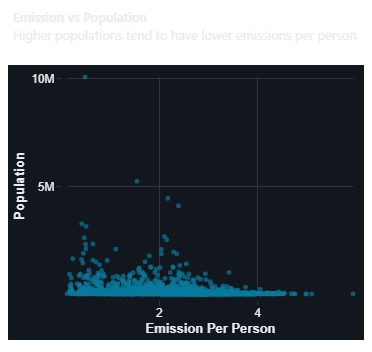 Emission vs Population
Higher populations tend to have lower emissions per person
10M
5M
Population
2
4
Emission Per Person